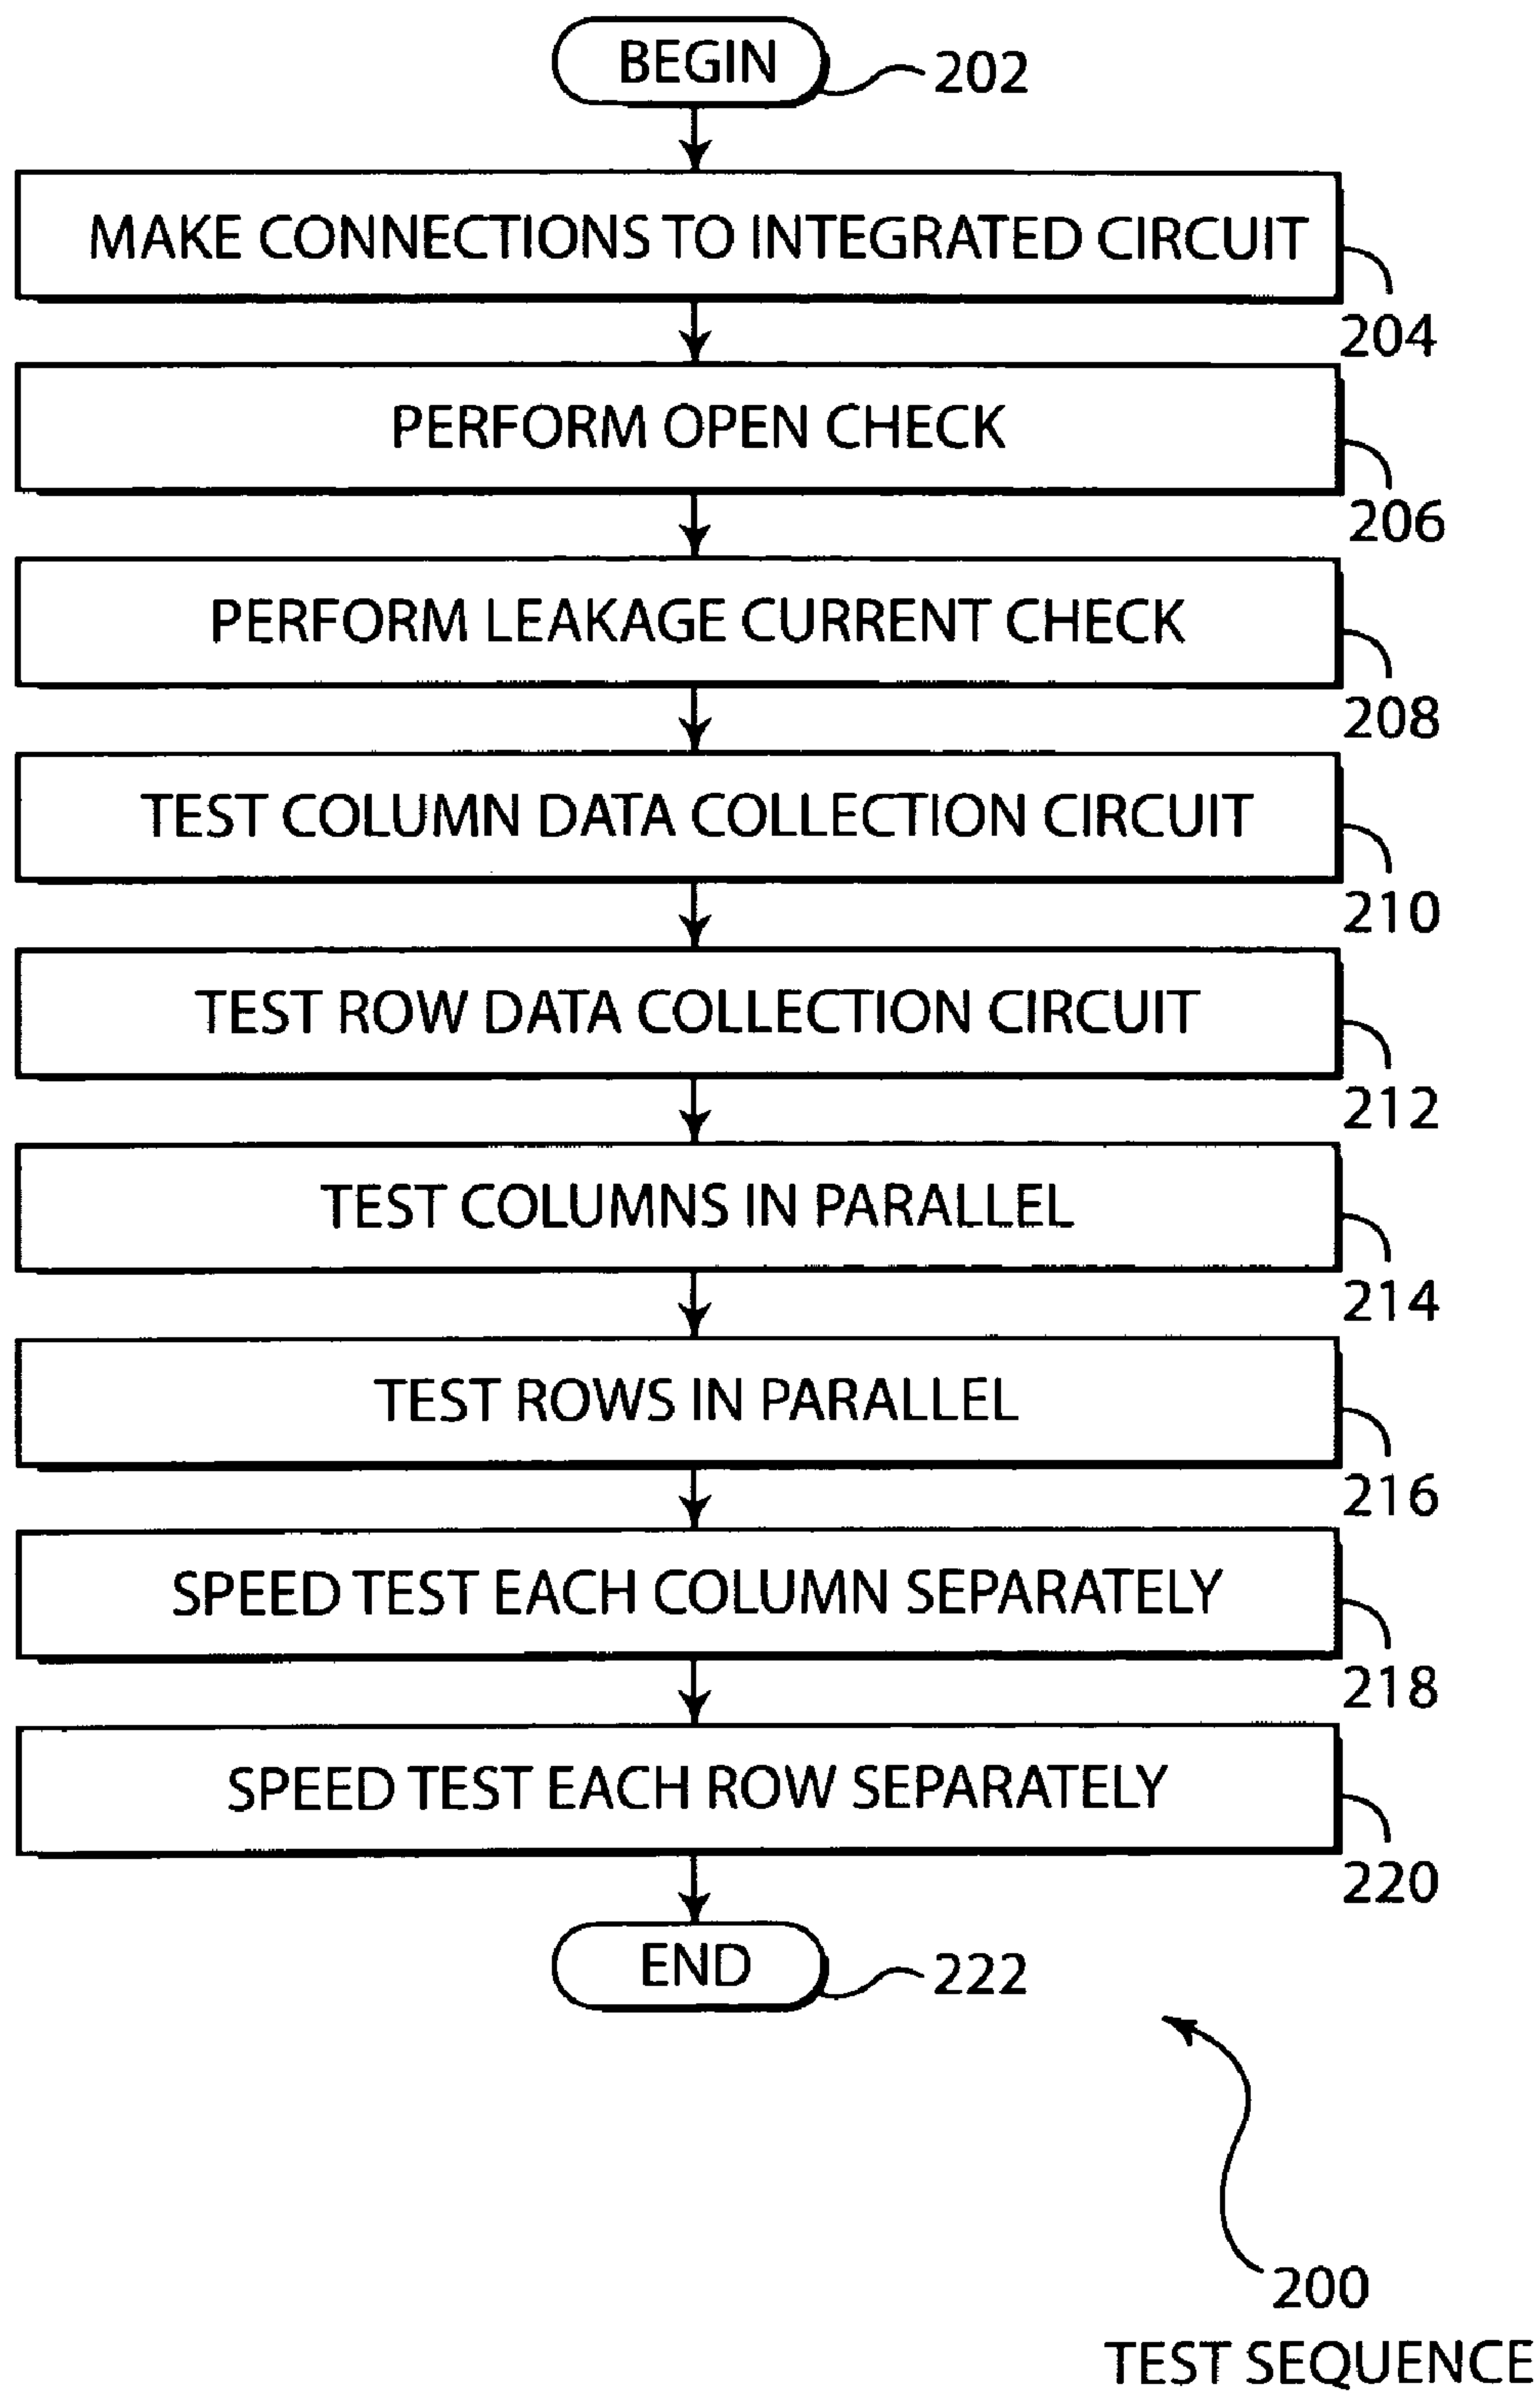 BEGIN
202
MAKE CONNECTIONS TO INTEGRATED CIRCUIT
204
PERFORM OPEN CHECK
206
PERFORM LEAKAGE CURRENT CHECK
208
TEST COLUMN DATA COLLECTION CIRCUIT
210
TEST ROW DATA COLLECTION CIRCUIT
212
TEST COLUMNS IN PARALLEL
214
TEST ROWS IN PARALLEL
216
SPEED TEST EACH COLUMN SEPARATELY
218
SPEED TEST EACH ROW SEPARATELY
220
END
222
200
TEST SEQUENCE